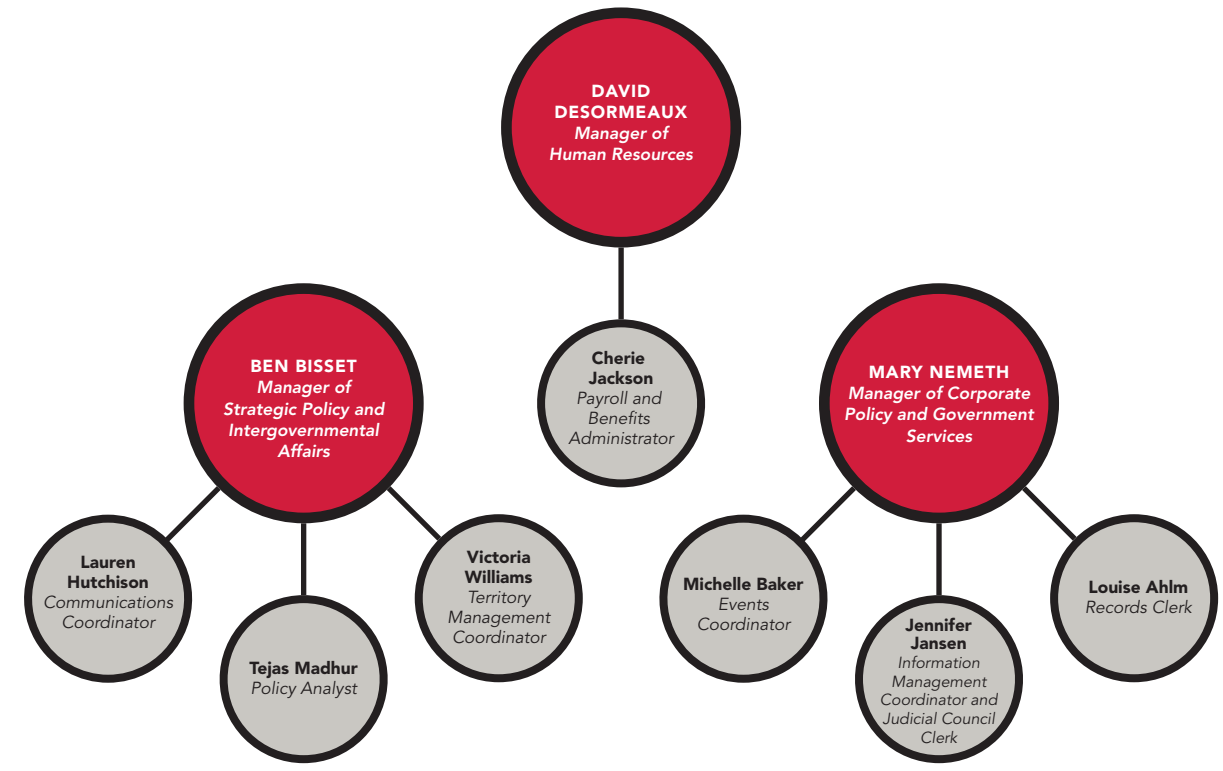 DAVID
DESORMEAUX
Manager of
Human Resources
Cherie
Jackson
Payroll and
Benefits
Administrator
BEN BISSET
Manager of
Strategic Policy and
Intergovernmental
Affairs
Lauren
Hutchison
Communications
Coordinator
Tejas Madhur
Policy Analyst
Victoria
Williams
Territory
Management
Coordinator
MARY NEMETH
Manager of Corporate
Policy and Government
Services
Michelle Baker
Events
Coordinator
Jennifer
Jansen
Information
Management
Coordinator and
Judicial Council
Clerk
Louise Ahlm
Records Clerk